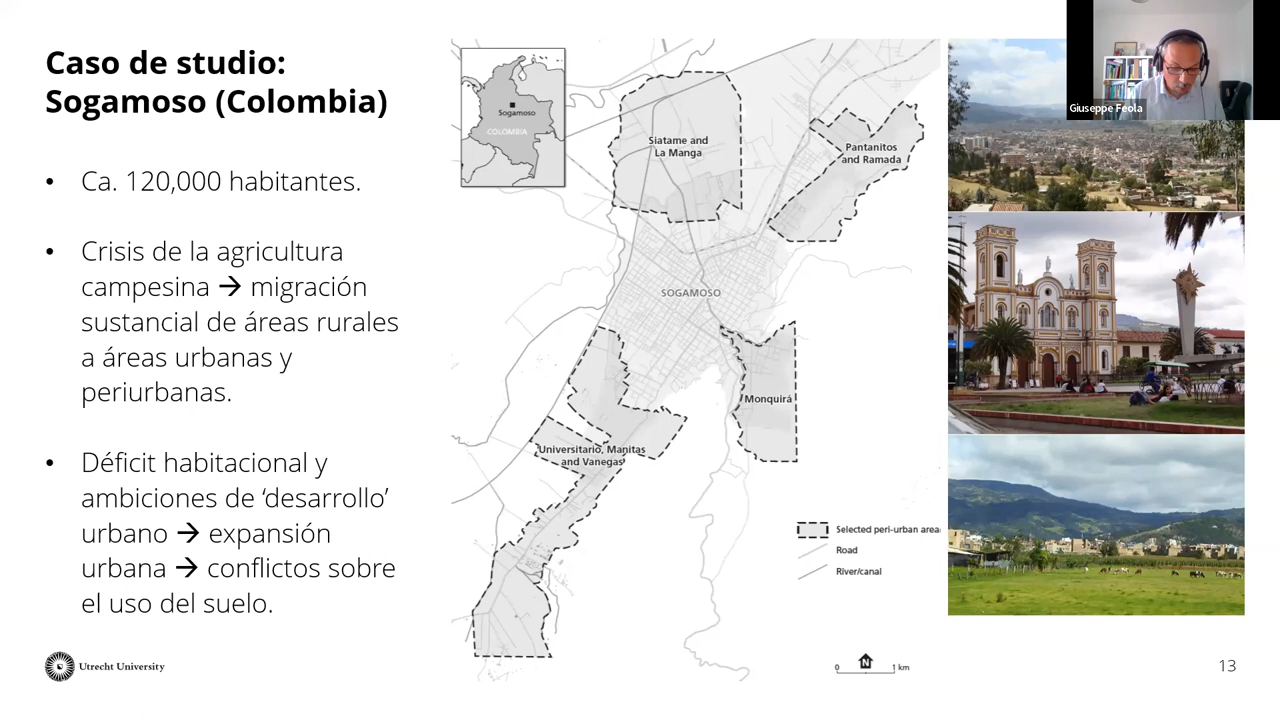 Caso de studio:
Sogamoso (Colombia)
• Ca. 120,000 habitantes.
• Crisis de la agricultura
campesina → migración
sustancial de áreas rurales
a áreas urbanas y
periurbanas.
• Déficit habitacional y
ambiciones de ‘desarrollo’
urbano → expansión
urbana → conflictos sobre
el uso del suelo.
Utrecht University
Sogamoso
COLOMBIA
Siatame and
La Manga
Pantanitos
and Ramada
SOGAMOSO
Monquirá
Universitario, Manitas
and Vanegas
Selected peri-urban area
Road
River/canal
0 N 1 km
Giuseppe Feola
13